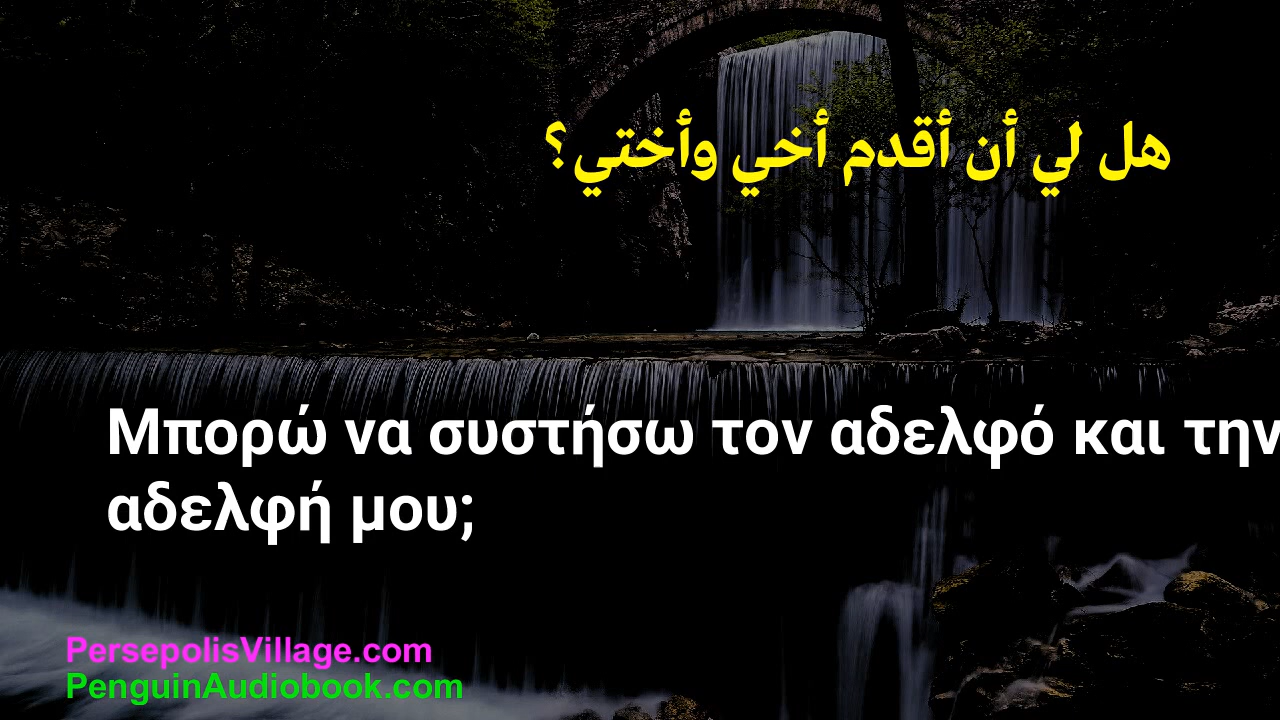 هل لي أن أقدم أخي وأختي؟
Μπορώ να συστήσω τον αδελφό και την
αδελφή μου;
PersepolisVillage.com
PenguinAudiobook.com